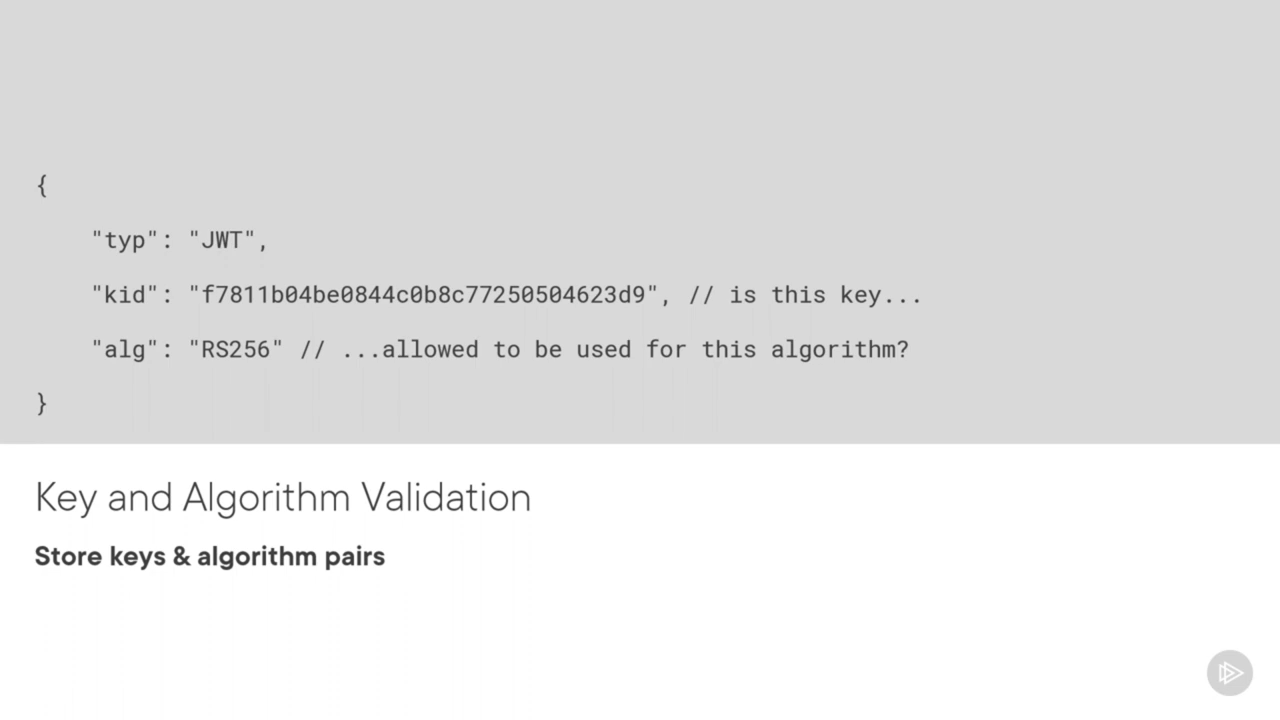 {
"typ": "JWT",
"kid": "f7811b04be0844c0b8c77250504623d9", // is this key...
"alg": "RS256" // ...allowed to be used for this algorithm?
}
Key and Algorithm Validation
Store keys & algorithm pairs